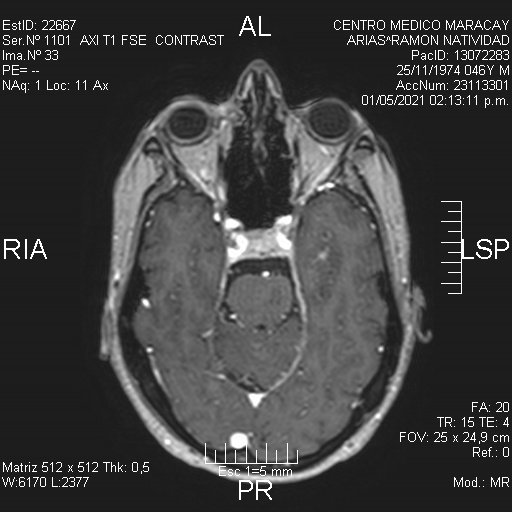 EstID: 22667
Ser.Nº 1101 AXI T1 FSE CONTRAST
Ima.Nº 33
PE= --
NAq: 1 Loc: 11 Ax
AL
CENTRO MEDICO MARACAY
ARIAS^RAMON NATIVIDAD
PacID: 13072283
25/11/1974 046Y M
AccNum: 23113301
01/05/2021 02:13:11 p.m.
RIA
LSP
FA: 20
TR: 15 TE: 4
FOV: 25 x 24,9 cm
Ref.: 0
Matriz 512 x 512 Thk: 0,5
W:6170 L:2377
Esc 1=5 mm
PR
Mod.: MR